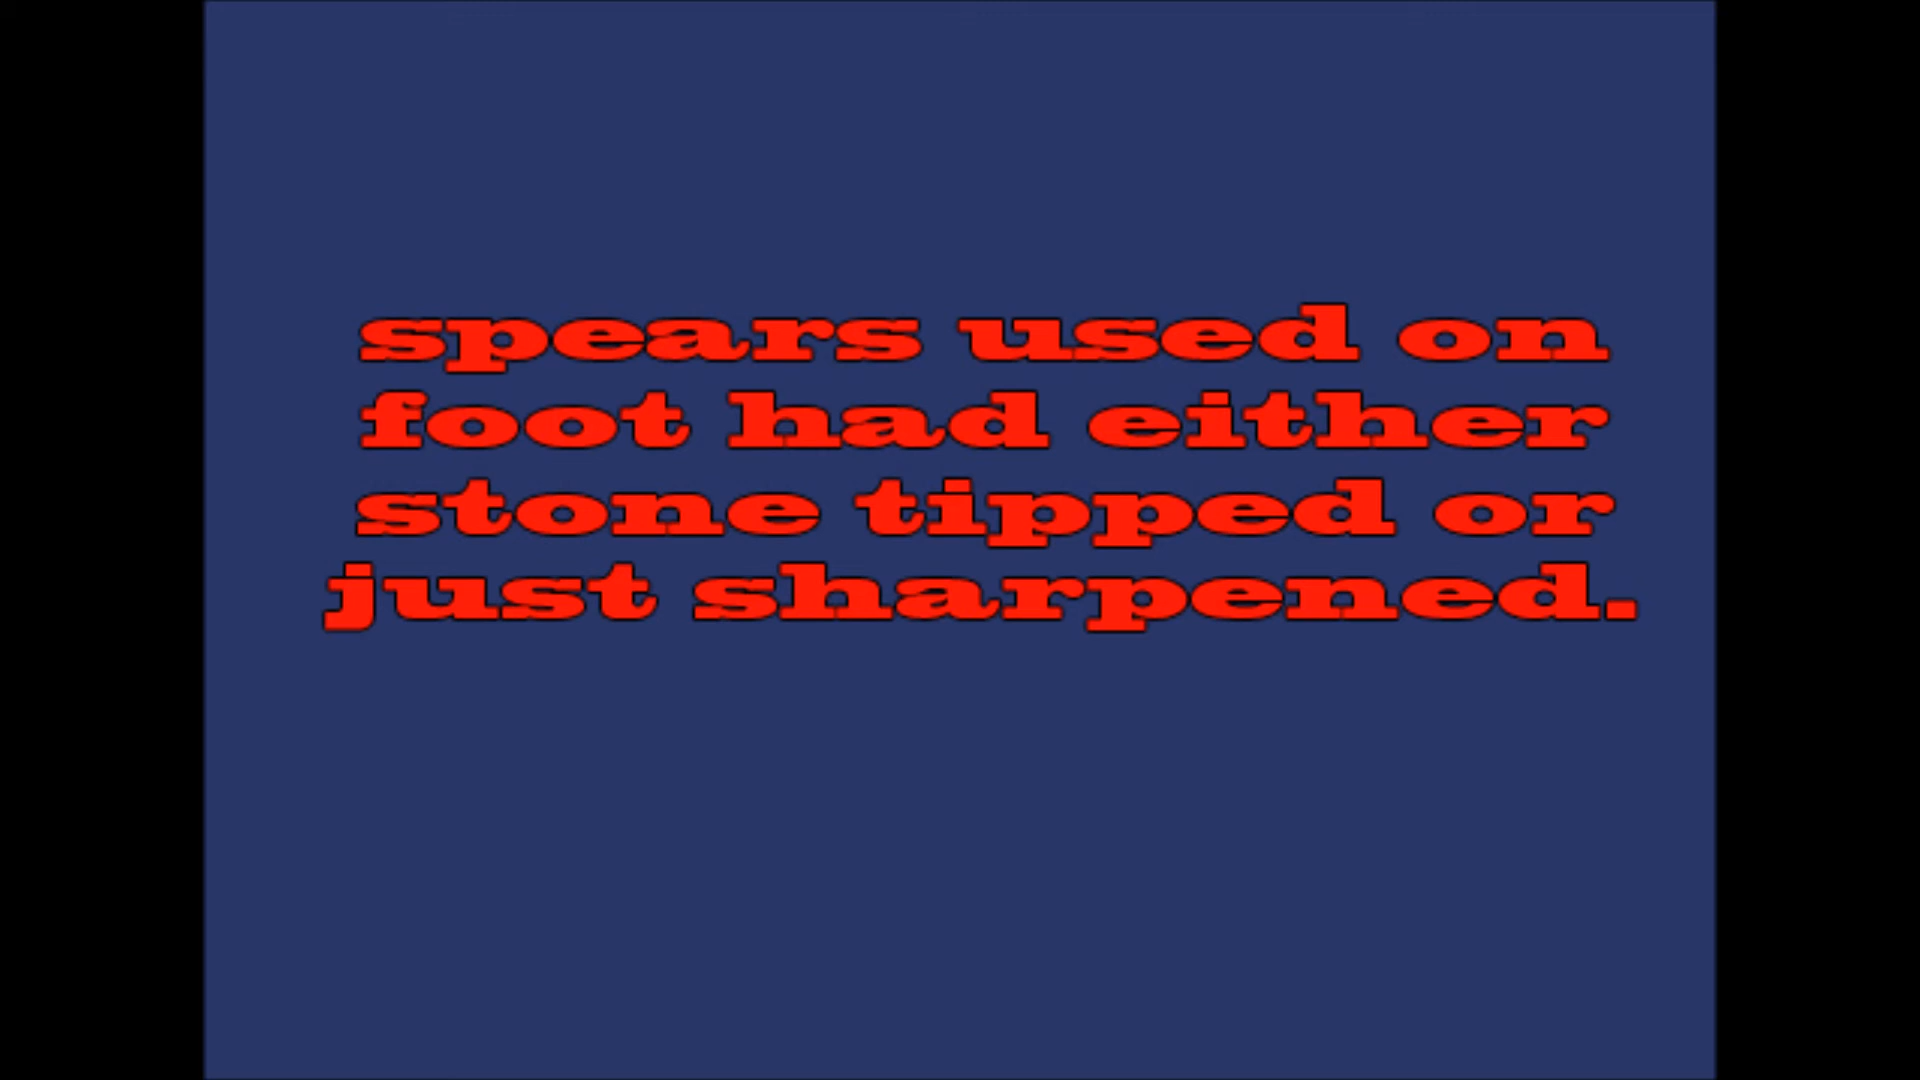 spears used on
foot had either
stone tipped or
just sharpened.